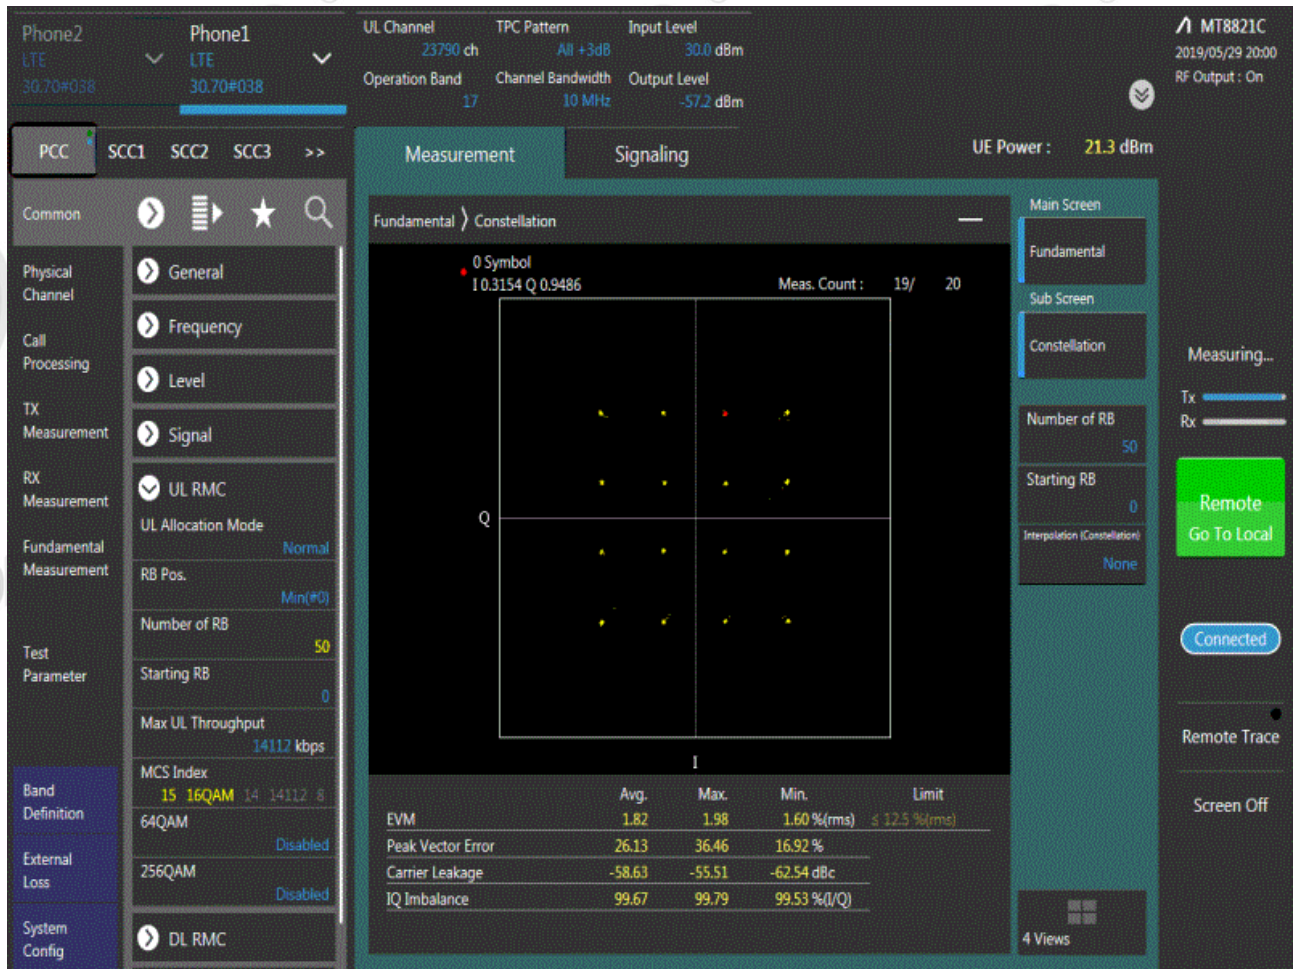 Phone2
LTE
30.70#038
Phone1
LTE
30.70#038
UL Channel
23790 ch
TPC Pattern
All +3dB
Input Level
30.0 dBm
Operation Band
17
Channel Bandwidth
10 MHz
Output Level
-57.2 dBm
MT8821C
2019/05/29 20:00
RF Output : On
PCC SCC1 SCC2 SCC3 >>
Measurement
Signaling
UE Power : 21.3 dBm
Common
Physical
Channel
Call
Processing
TX
Measurement
RX
Measurement
Fundamental
Measurement
Test
Parameter
Band
Definition
External
Loss
System
Config
General
Frequency
Level
Signal
UL RMC
UL Allocation Mode
Normal
RB Pos.
Min(#0)
Number of RB
50
Starting RB
0
Max UL Throughput
14112 kbps
MCS Index
15 16QAM 14 14112 8
64QAM
Disabled
256QAM
Disabled
DL RMC
Fundamental 〉 Constellation
0 Symbol
I 0.3154 Q 0.9486
Meas. Count : 19/ 20
Q
I
Avg. Max. Min. Limit
EVM 1.82 1.98 1.60 %(rms) ≤ 12.5 %(rms)
Peak Vector Error 26.13 36.46 16.92 %
Carrier Leakage -58.63 -55.51 -62.54 dBc
IQ Imbalance 99.67 99.79 99.53 %(I/Q)
Main Screen
Fundamental
Sub Screen
Constellation
Number of RB
50
Starting RB
0
Interpolation (Constellation)
None
4 Views
Measuring...
Tx
Rx
Remote
Go To Local
Connected
Remote Trace
Screen Off